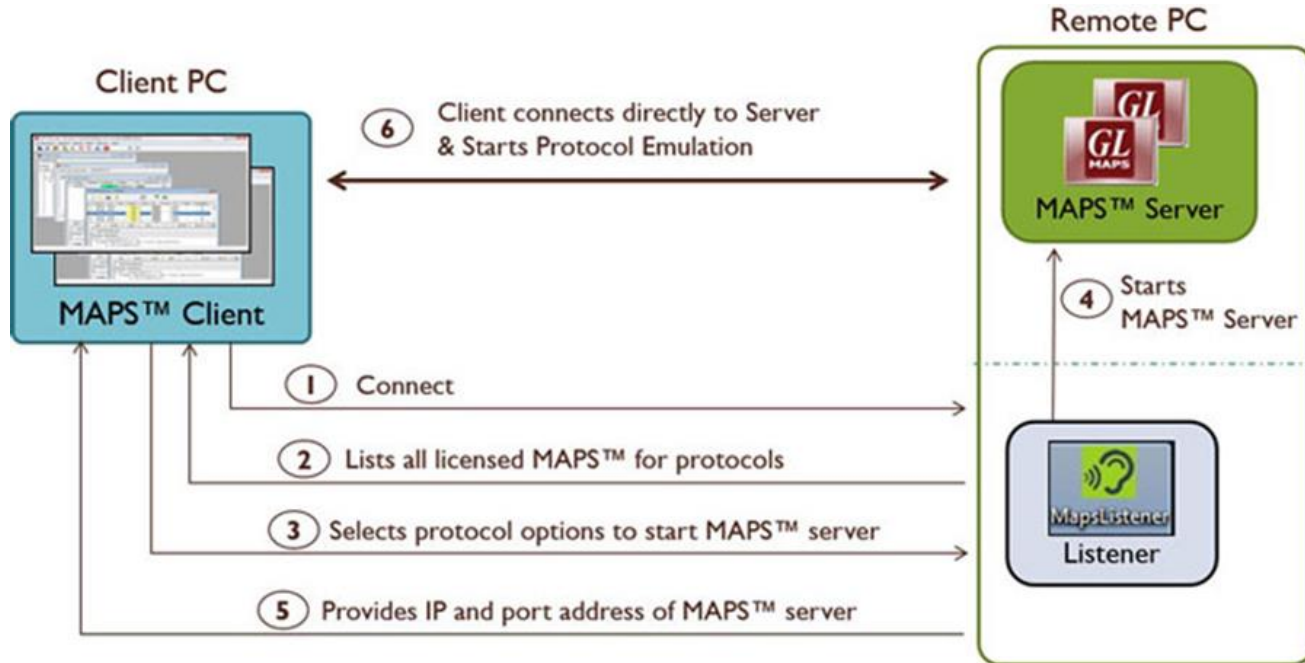 Remote PC
Client PC
6 Client connects directly to Server
& Starts Protocol Emulation
GL
GL
MAPS
MAPS™ Server
MAPS™ Client
4 Starts
MAPS™ Server
1 Connect
2 Lists all licensed MAPS™ for protocols
MapsListener
3 Selects protocol options to start MAPS™ server
Listener
5 Provides IP and port address of MAPS™ server